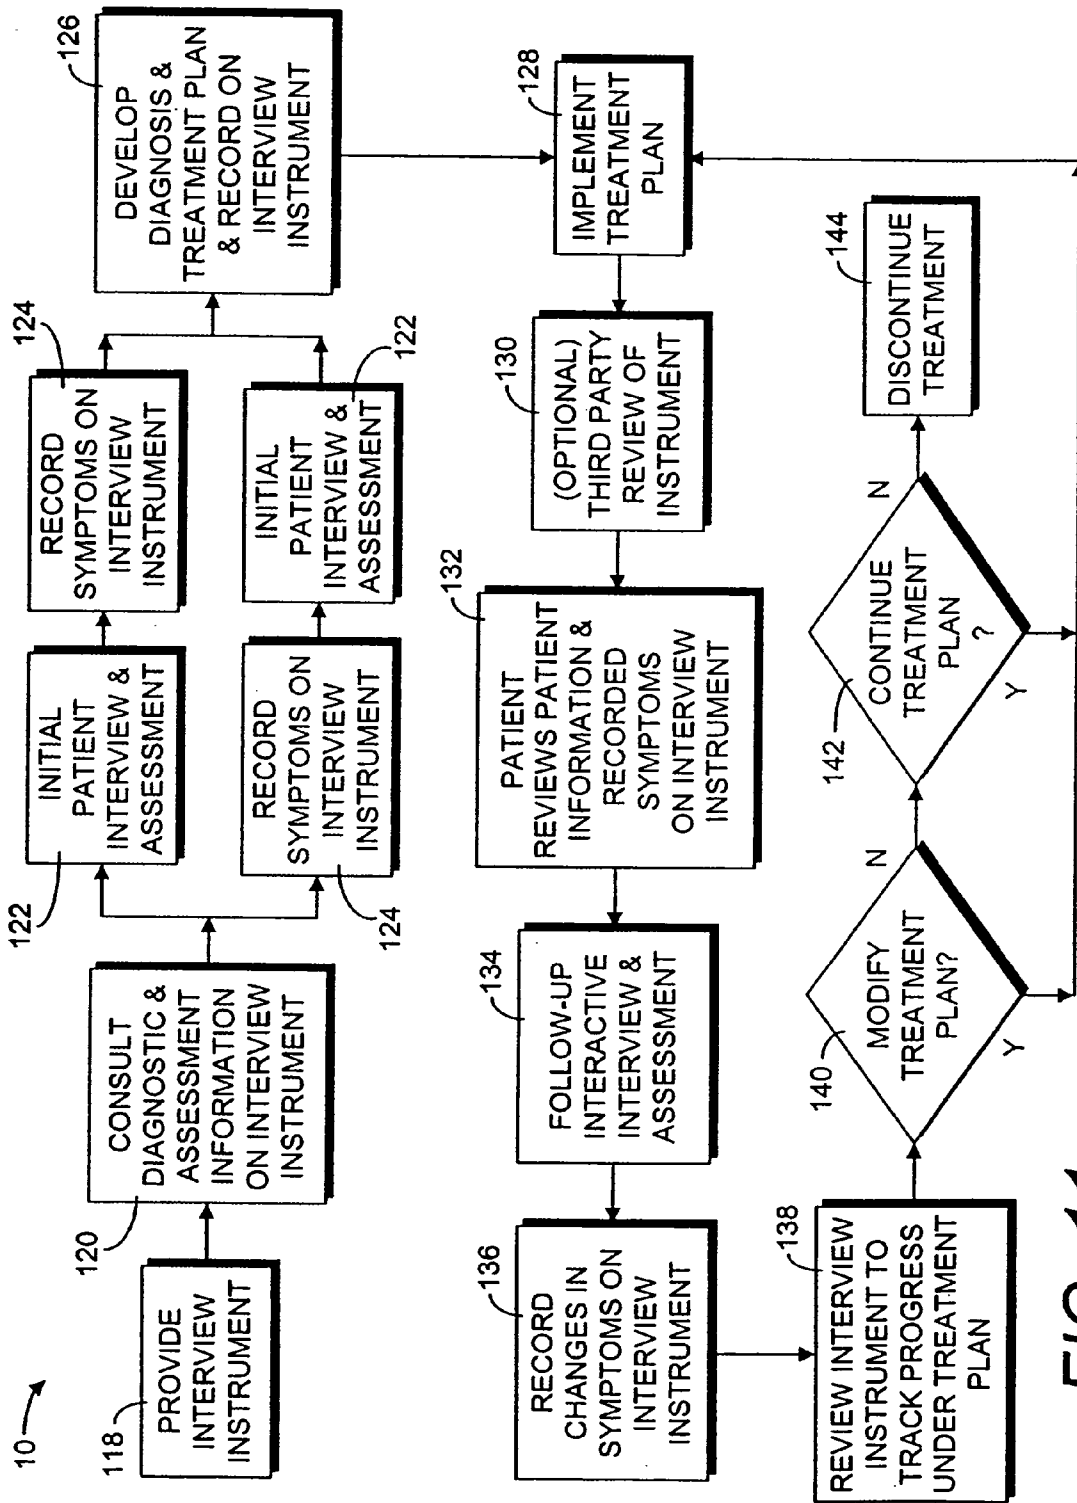 10
118
PROVIDE
INTERVIEW
INSTRUMENT
120
CONSULT
DIAGNOSTIC &
ASSESSMENT
INFORMATION
ON INTERVIEW
INSTRUMENT
122
INITIAL
PATIENT
INTERVIEW &
ASSESSMENT
124
RECORD
SYMPTOMS ON
INTERVIEW
INSTRUMENT
124
RECORD
SYMPTOMS ON
INTERVIEW
INSTRUMENT
122
INITIAL
PATIENT
INTERVIEW &
ASSESSMENT
126
DEVELOP
DIAGNOSIS &
TREATMENT PLAN
& RECORD ON
INTERVIEW
INSTRUMENT
128
IMPLEMENT
TREATMENT
PLAN
130
(OPTIONAL)
THIRD PARTY
REVIEW OF
INSTRUMENT
132
PATIENT
REVIEWS PATIENT
INFORMATION &
RECORDED
SYMPTOMS
ON INTERVIEW
INSTRUMENT
134
FOLLOW-UP
INTERACTIVE
INTERVIEW &
ASSESSMENT
136
RECORD
CHANGES IN
SYMPTOMS ON
INTERVIEW
INSTRUMENT
138
REVIEW INTERVIEW
INSTRUMENT TO
TRACK PROGRESS
UNDER TREATMENT
PLAN
140
MODIFY
TREATMENT
PLAN?
N
Y
142
CONTINUE
TREATMENT
PLAN
?
N
Y
144
DISCONTINUE
TREATMENT